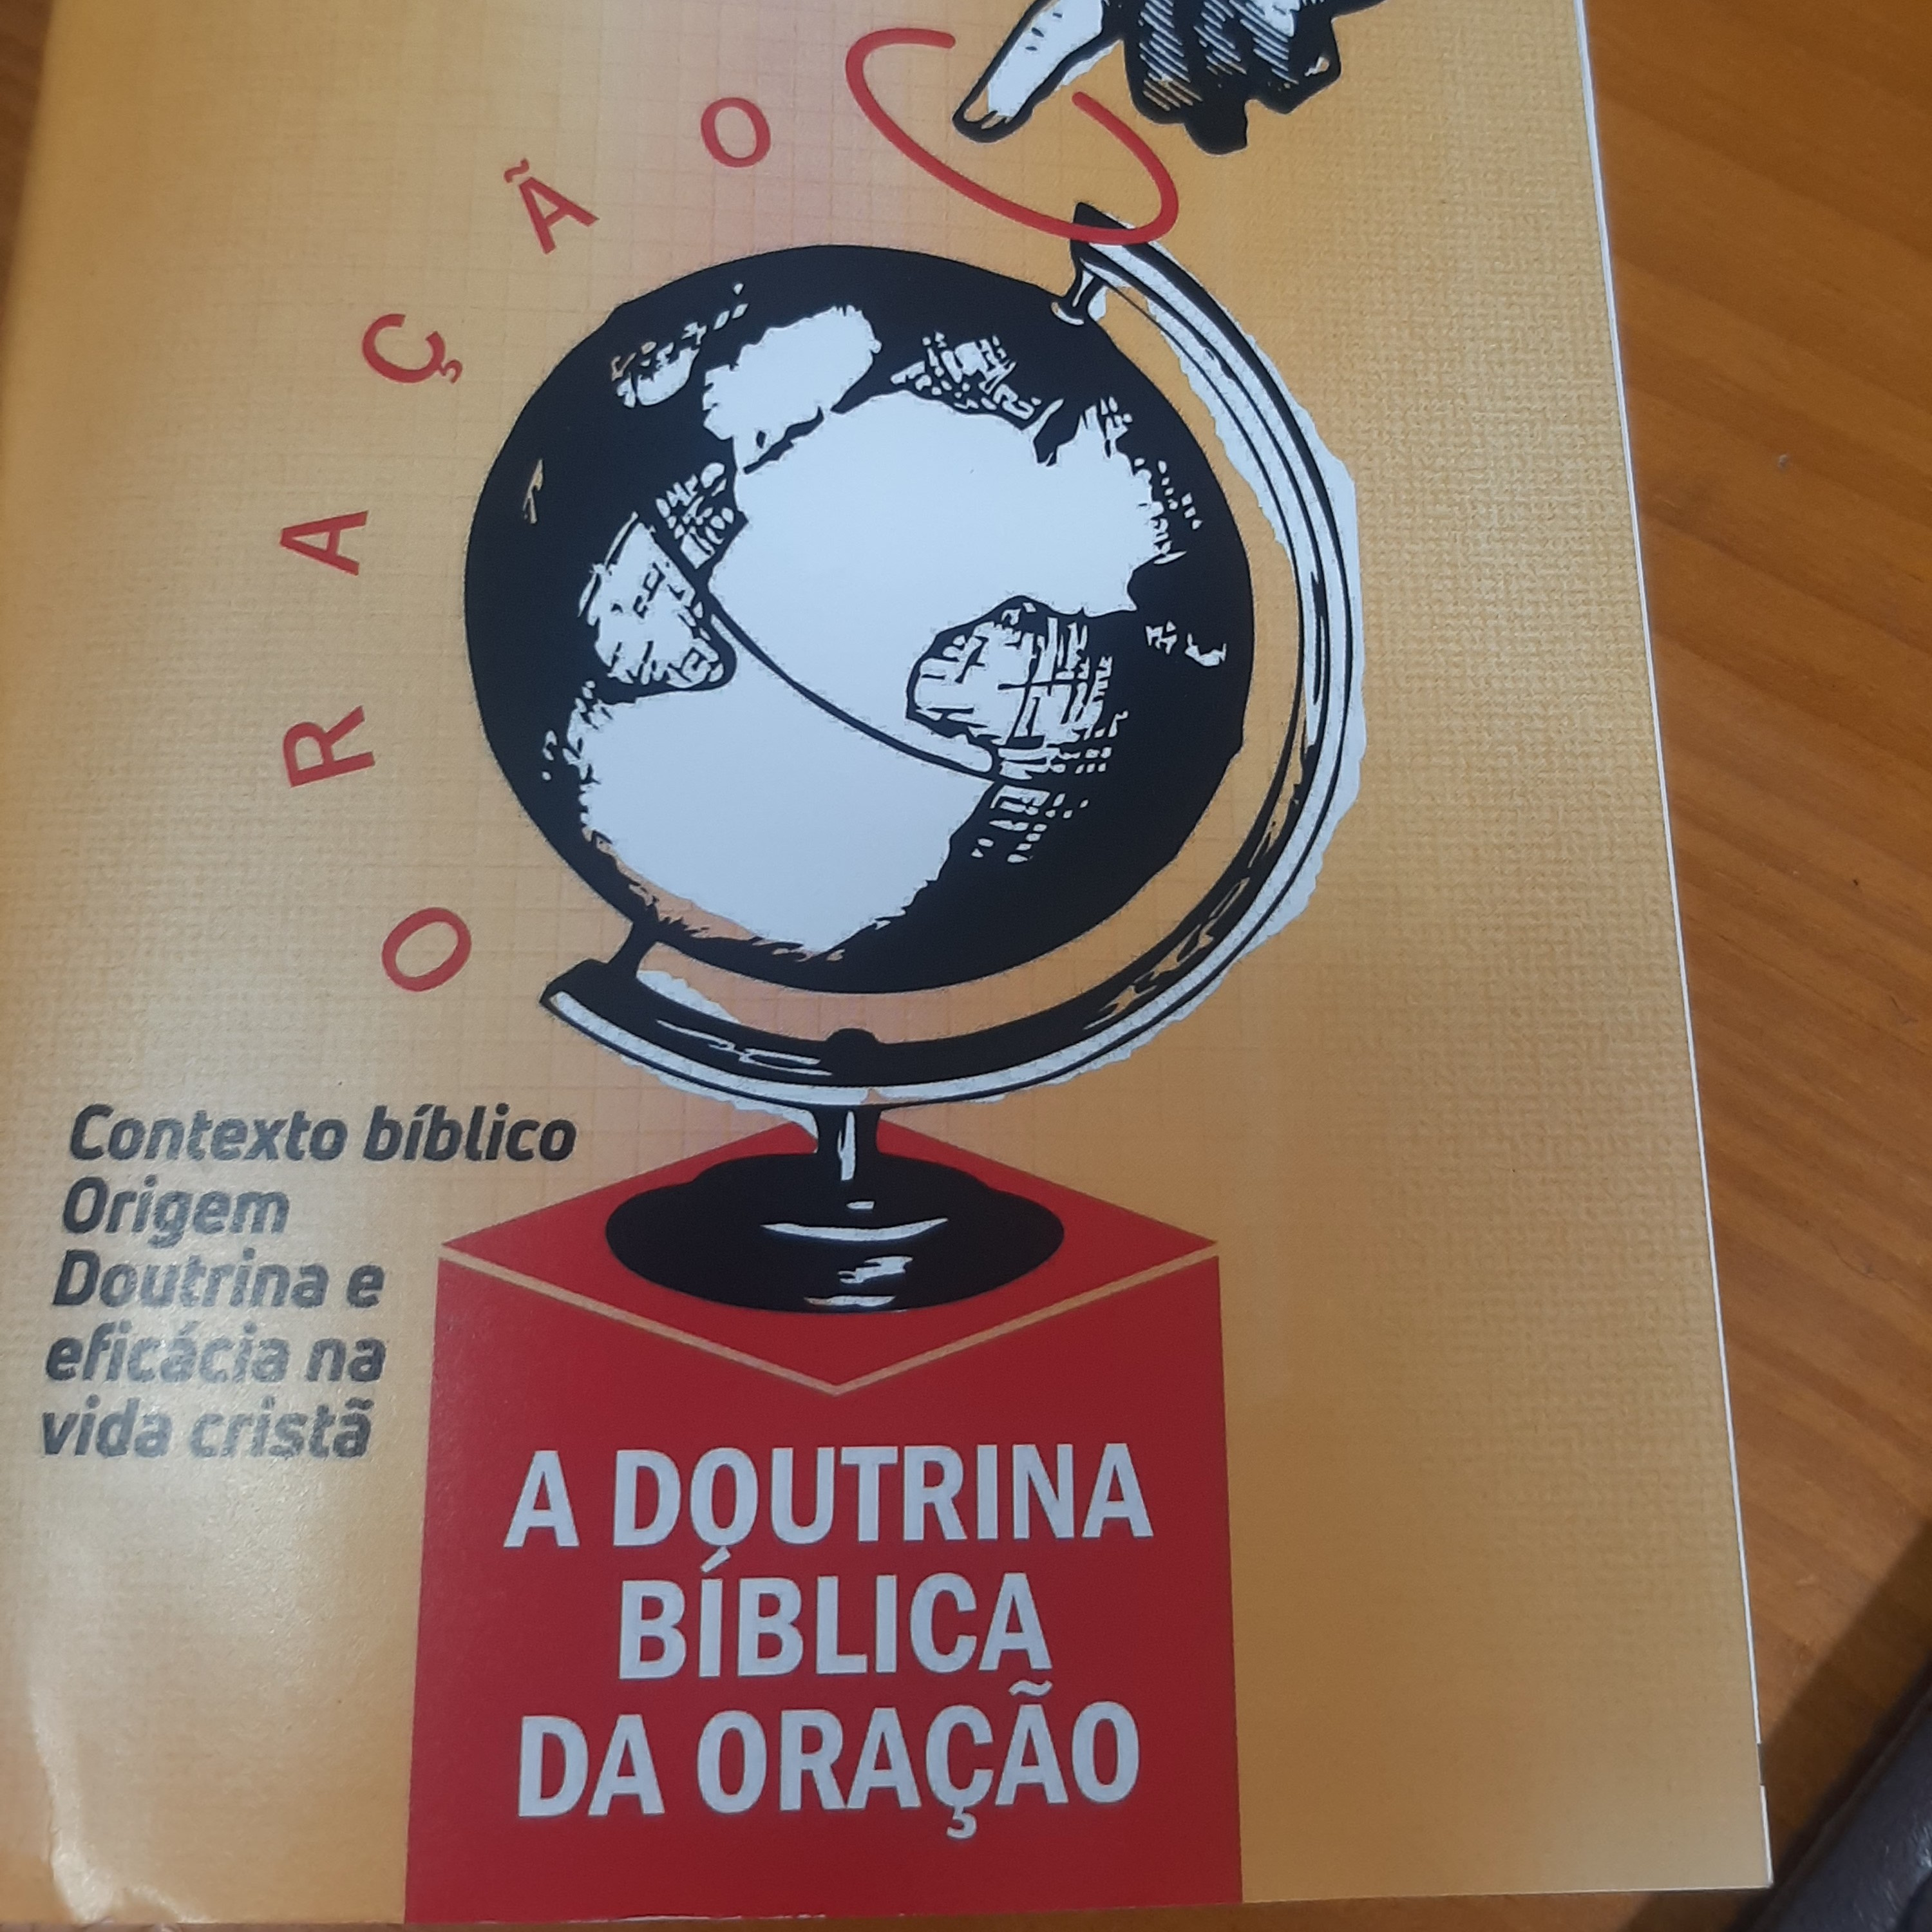 ORAÇÃO
Contexto bíblico
Origem
Doutrina e
eficácia na
vida cristã
A DOUTRINA
BÍBLICA
DA ORAÇÃO